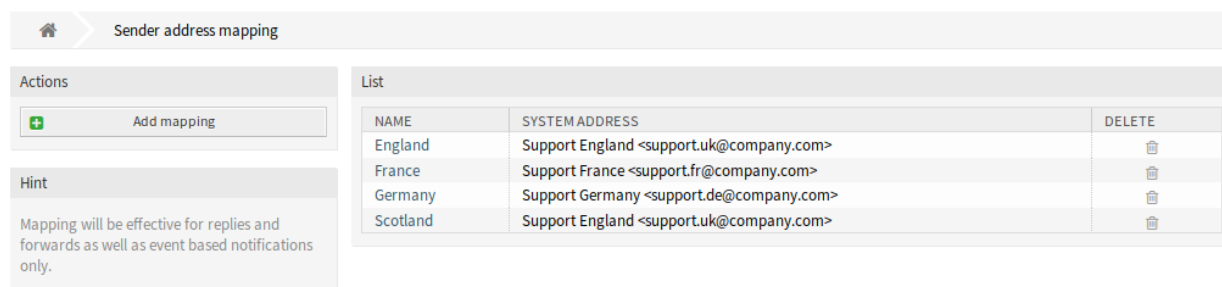 Sender address mapping
Actions
Add mapping
Hint
Mapping will be effective for replies and
forwards as well as event based notifications
only.
List
NAME SYSTEM ADDRESS DELETE
England Support England <support.uk@company.com>
France Support France <support.fr@company.com>
Germany Support Germany <support.de@company.com>
Scotland Support England <support.uk@company.com>